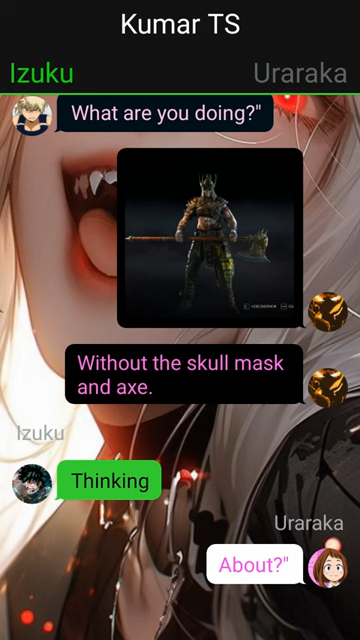 Kumar TS
Izuku
Uraraka
What are you doing?"
Without the skull mask
and axe.
Izuku
Thinking
Uraraka
About?"